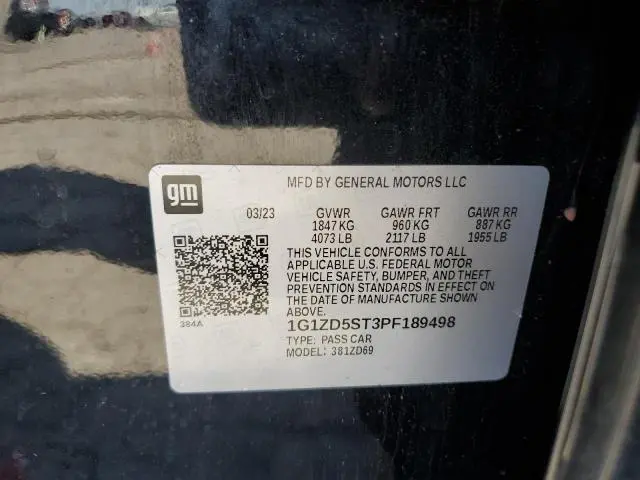 gm
MFD BY GENERAL MOTORS LLC
03/23 GVWR GAWR FRT GAWR RR
1847 KG 960 KG 887 KG
4073 LB 2117 LB 1955 LB
THIS VEHICLE CONFORMS TO ALL
APPLICABLE U.S. FEDERAL MOTOR
VEHICLE SAFETY, BUMPER, AND THEFT
PREVENTION STANDARDS IN EFFECT ON
THE DATE OF MANUFACTURE SHOWN
ABOVE.
384A
1G1ZD5ST3PF189498
TYPE: PASS CAR
MODEL: 381ZD69